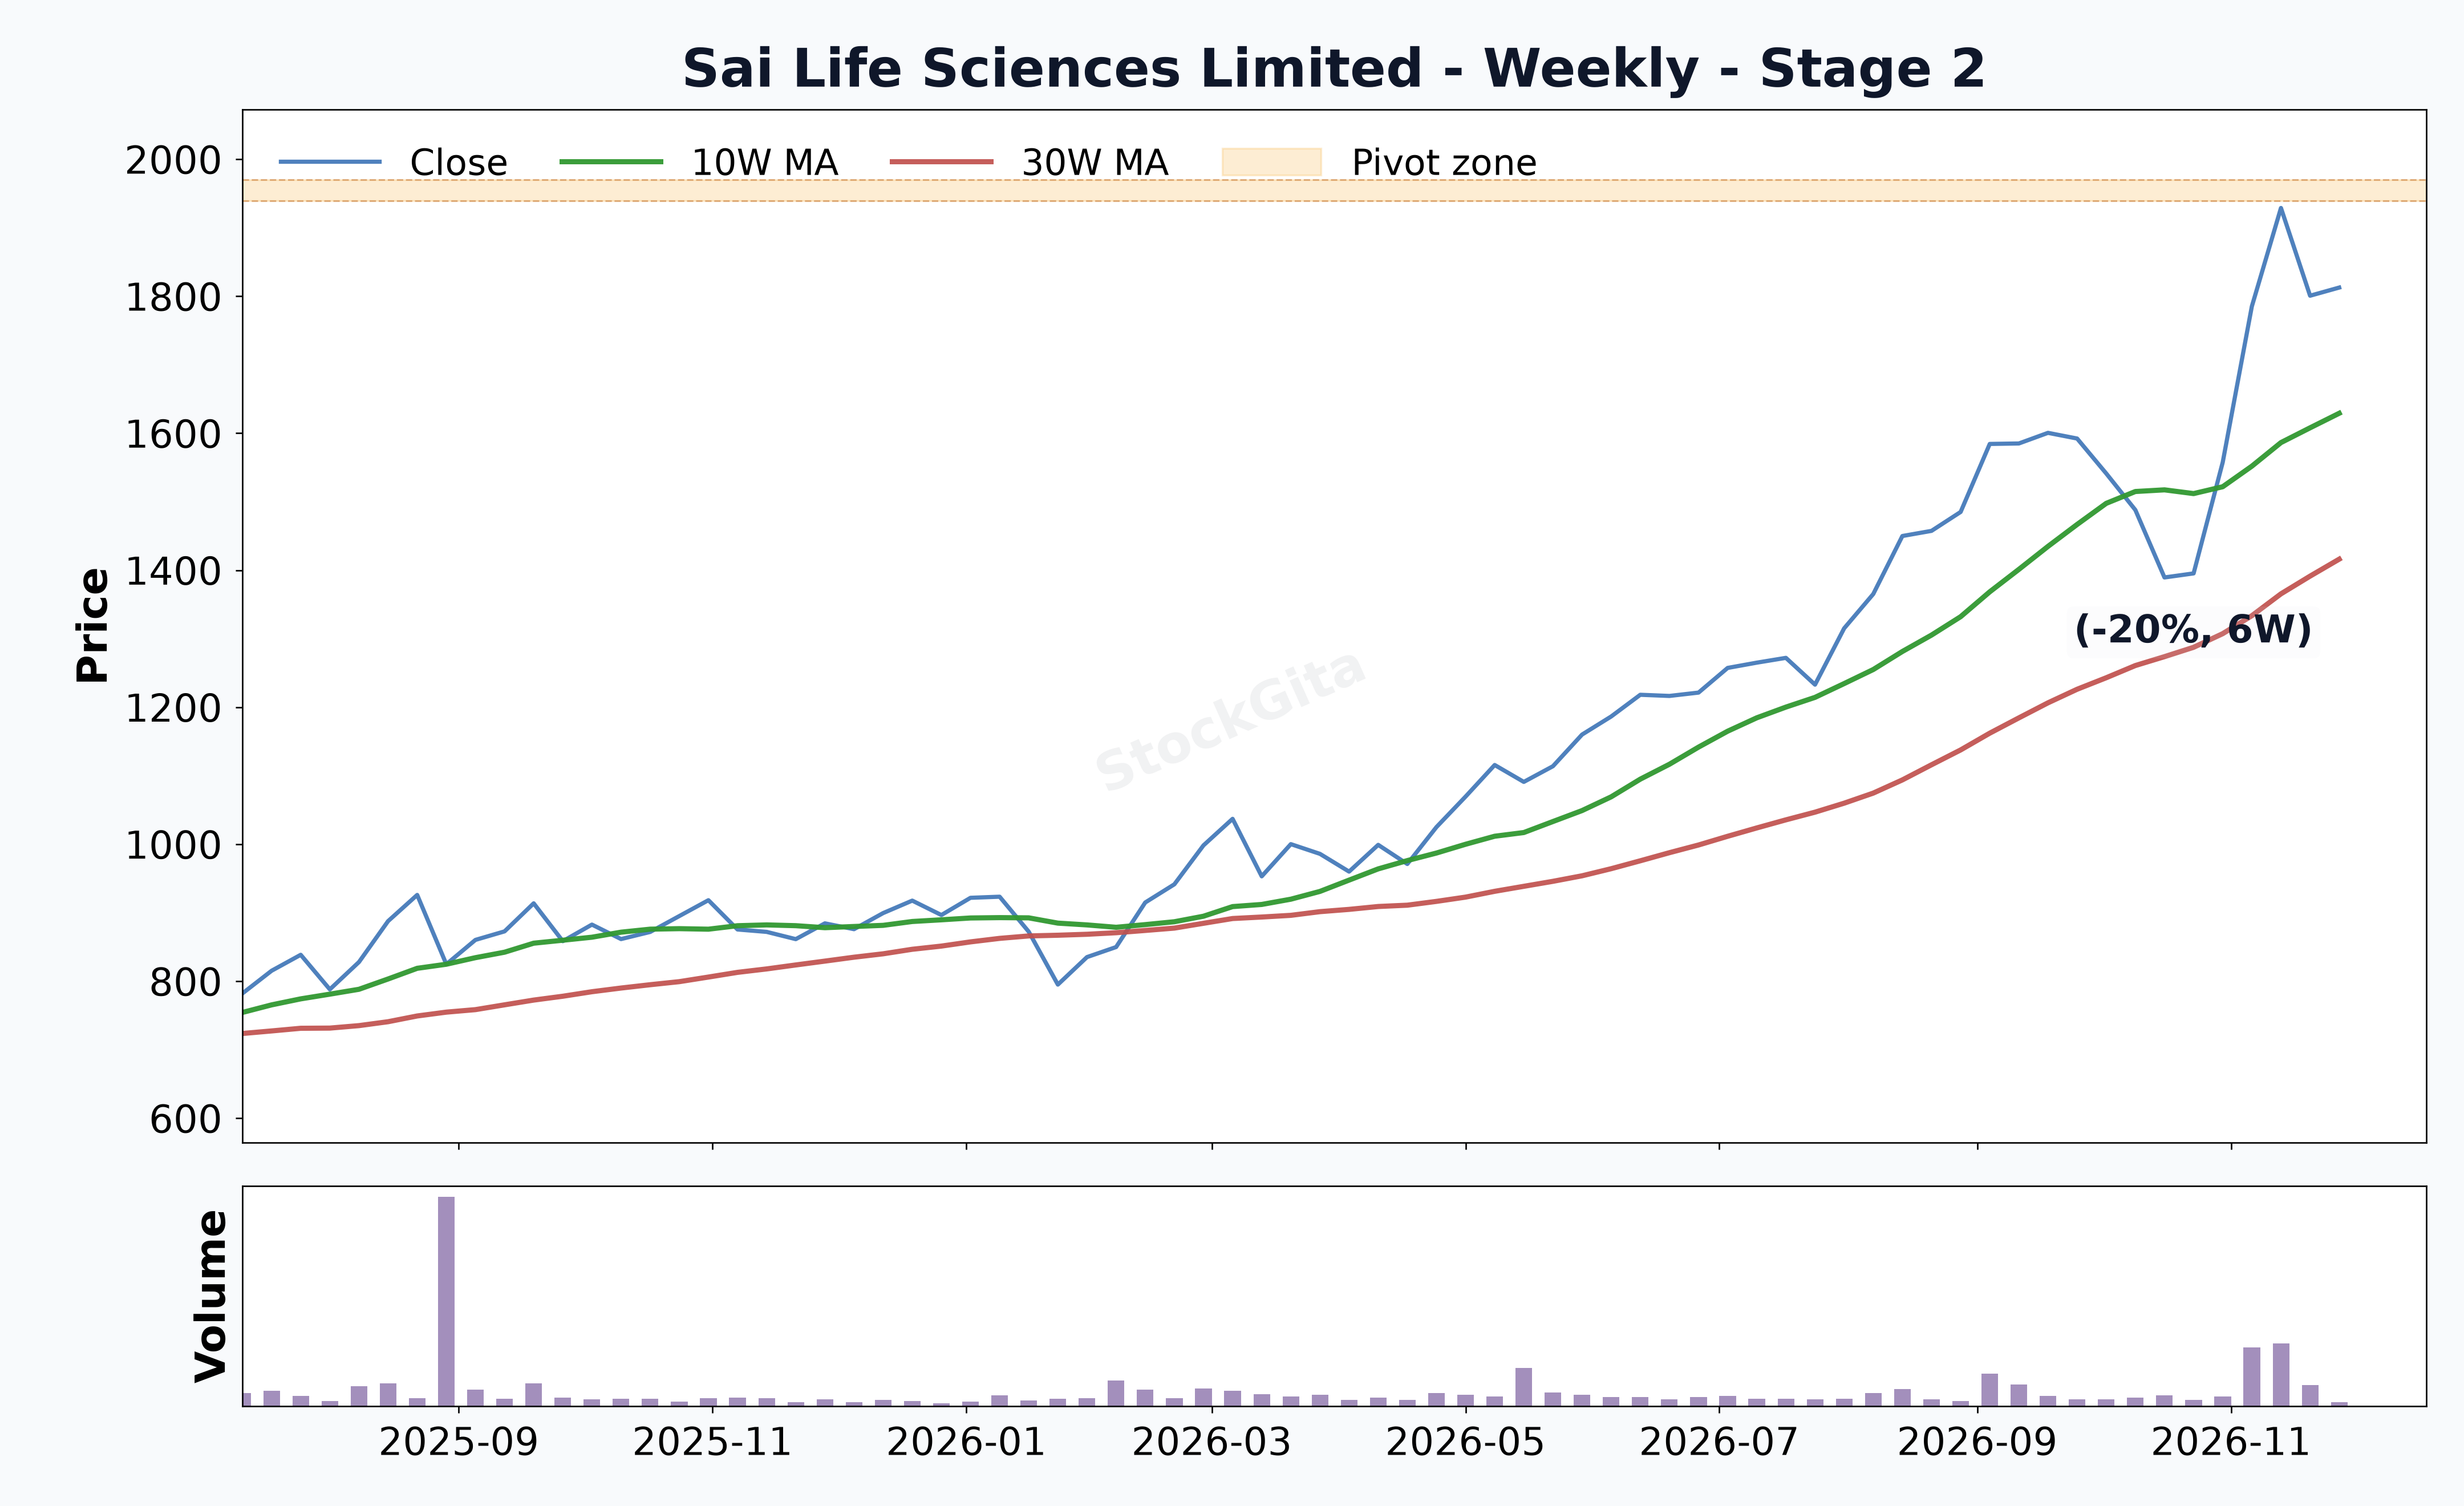 Sai Life Sciences Limited - Weekly - Stage 2
Close 10W MA 30W MA Pivot zone
2000
1800
1600
1400
1200
1000
800
600
Price
(-20%, 6W)
StockGita
Volume
2025-09 2025-11 2026-01 2026-03 2026-05 2026-07 2026-09 2026-11